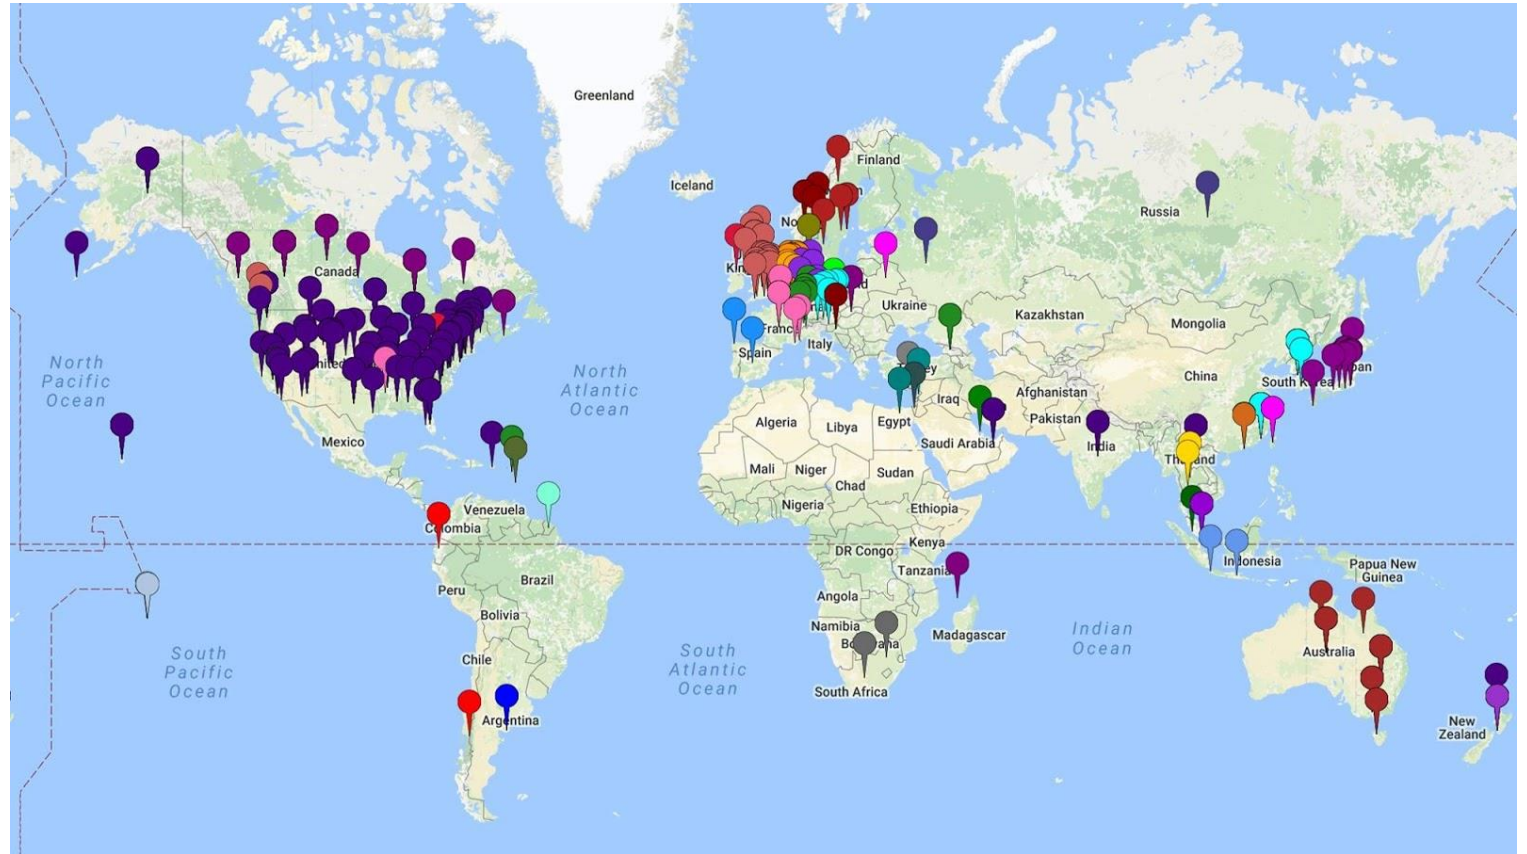 Greenland
Finland
Iceland
Russia
Canada
Ukraine
Kazakhstan
Mongolia
Italy
Spain
North
Pacific
Ocean
North
Atlantic
Ocean
China
Iraq
Afghanistan
Pakistan
Algeria
Libya
Egypt
Saudi Arabia
India
Mexico
Mali
Niger
Sudan
Chad
Nigeria
Ethiopia
Venezuela
DR Congo
Kenya
Tanzania
Indonesia
Papua New
Guinea
Brazil
Peru
Angola
Bolivia
Namibia
Madagascar
Indian
Ocean
South
Pacific
Ocean
Chile
South
Atlantic
Ocean
Australia
South Africa
Argentina
New
Zealand